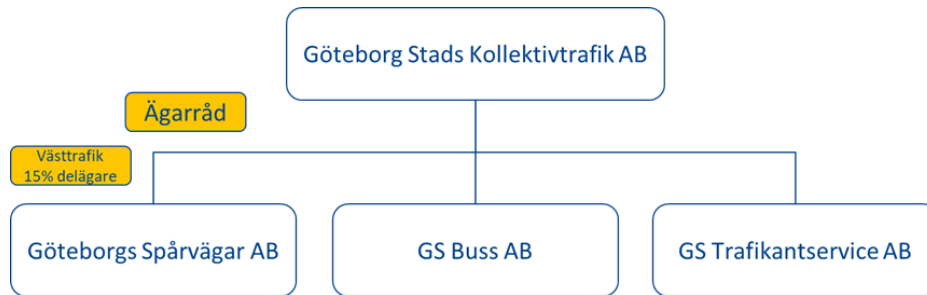 Göteborg Stads Kollektivtrafik AB
Ägarråd
Västtrafik
15% delägare
Göteborgs Spårvägar AB
GS Buss AB
GS Trafikantservice AB